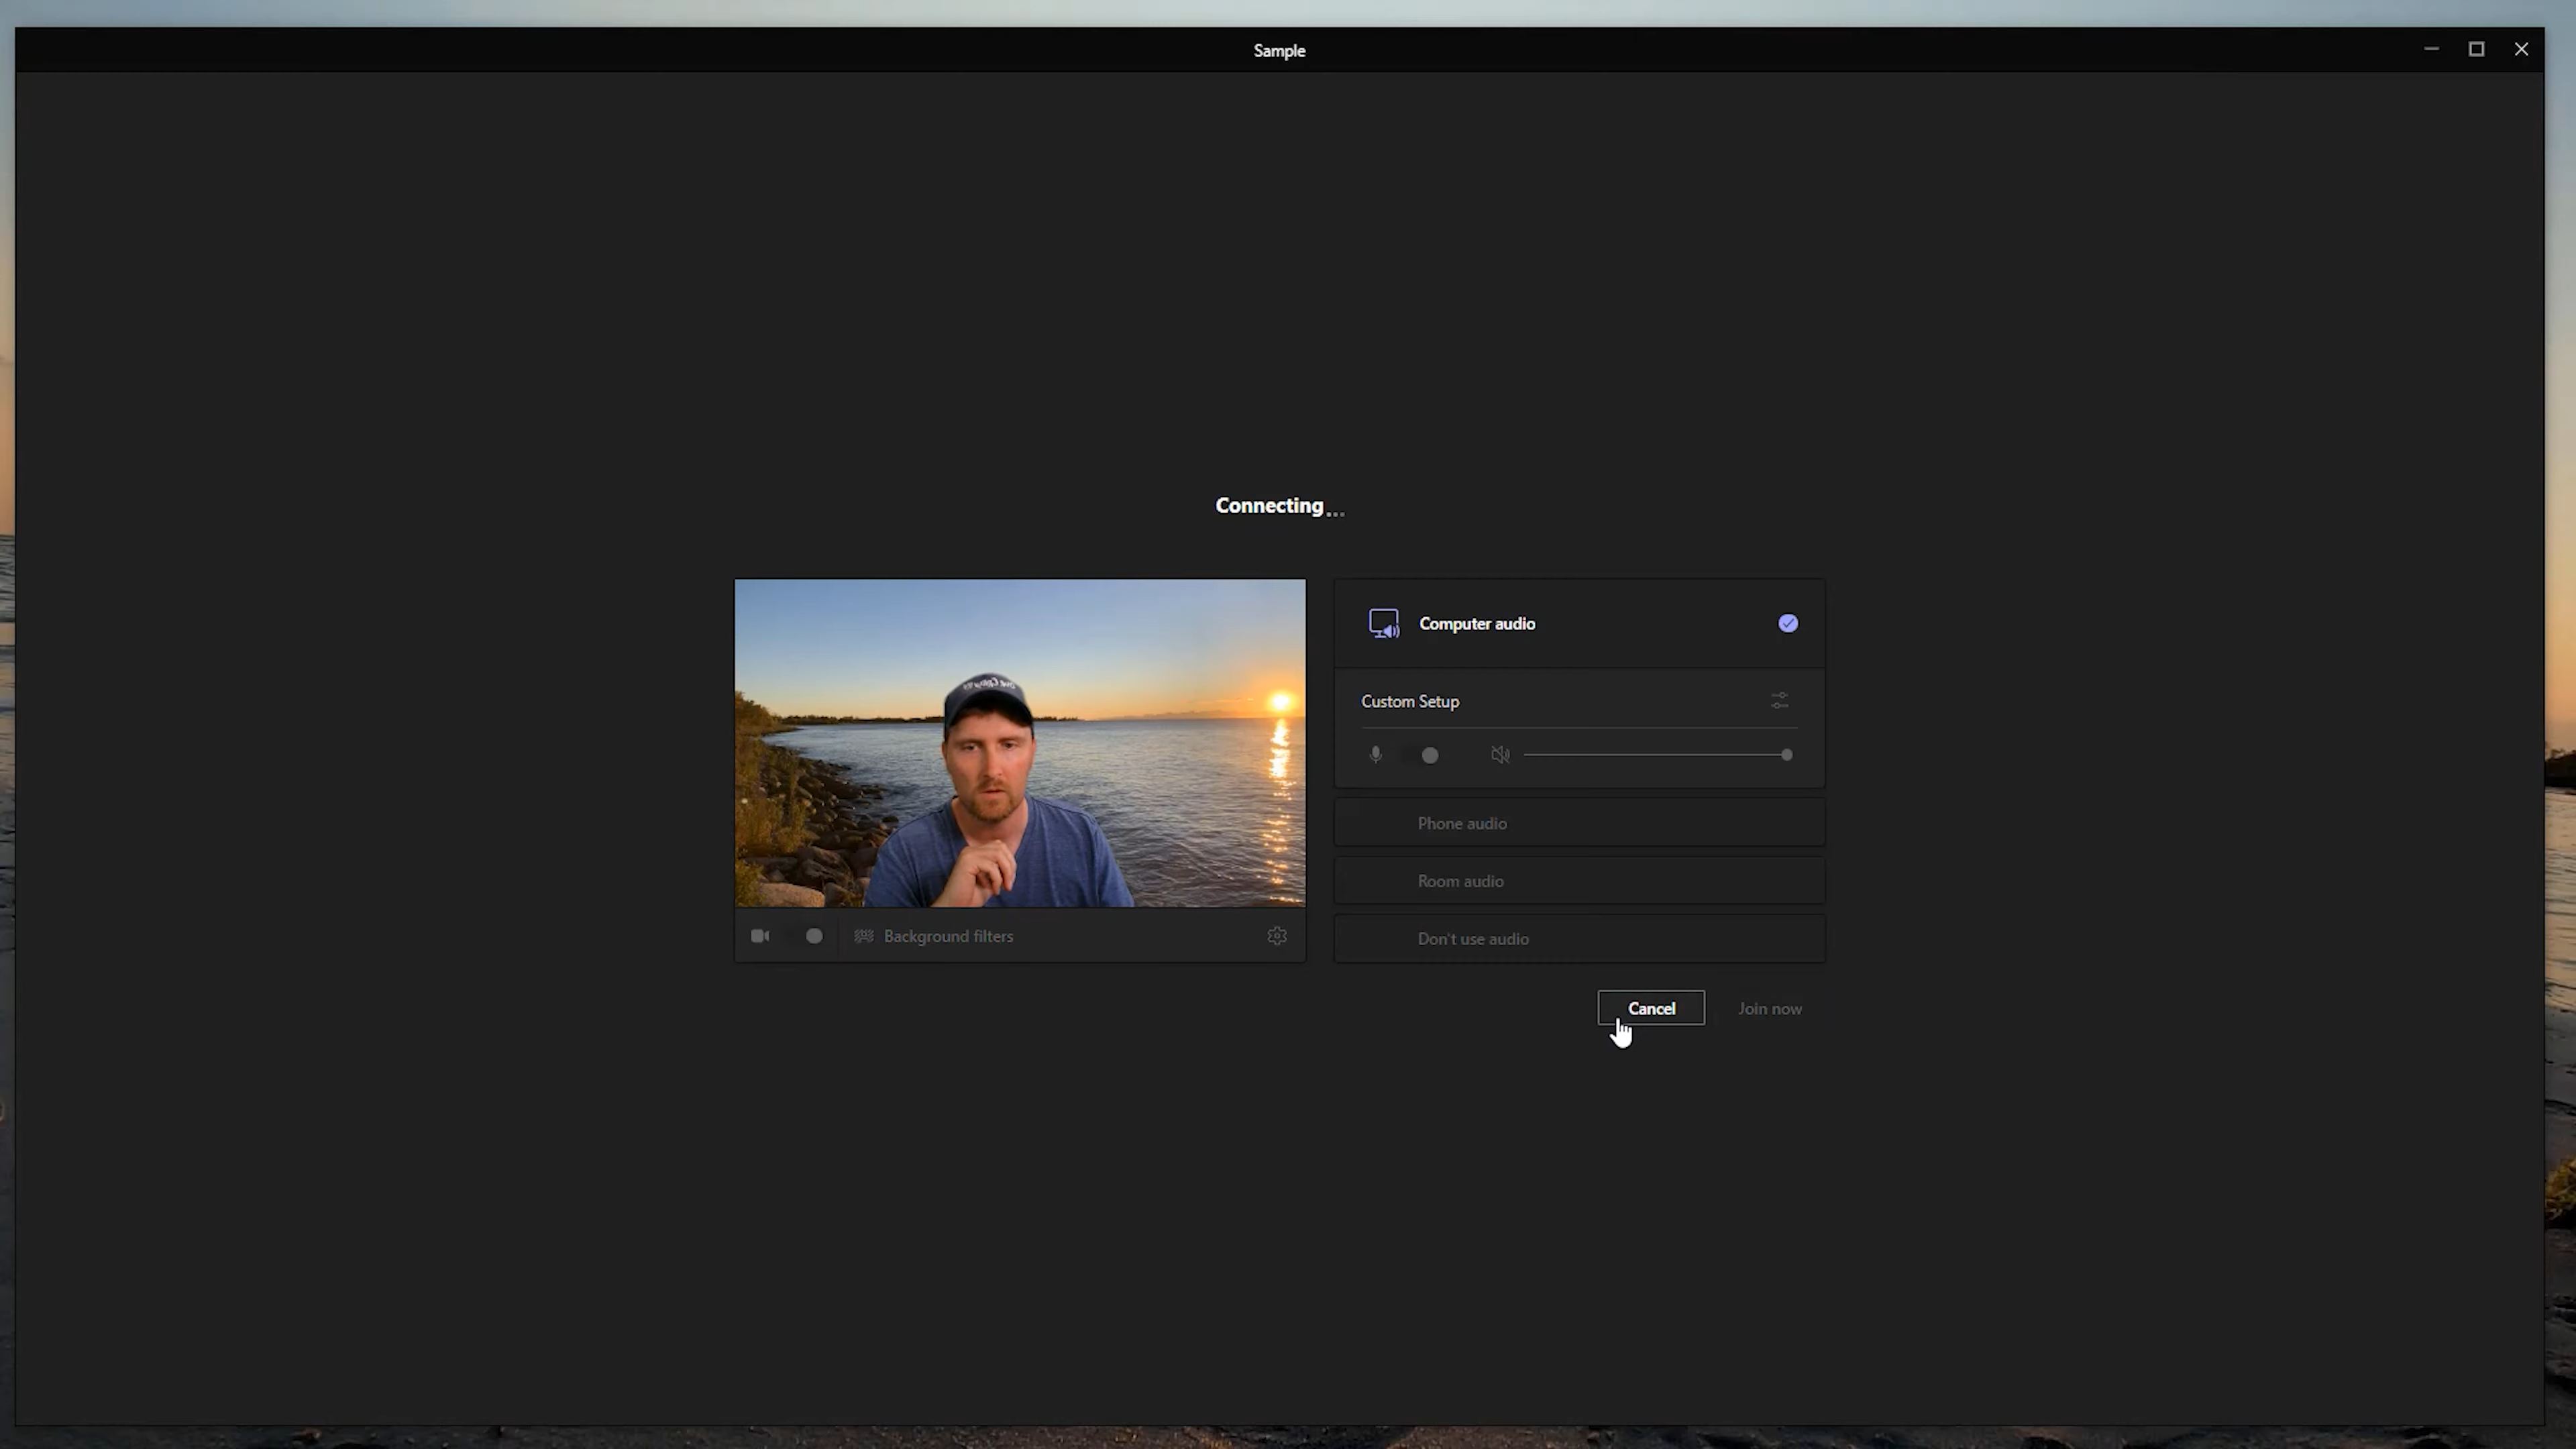 Sample
Connecting...
Computer audio
Custom Setup
Phone audio
Room audio
Background filters
Don't use audio
Cancel
Join now